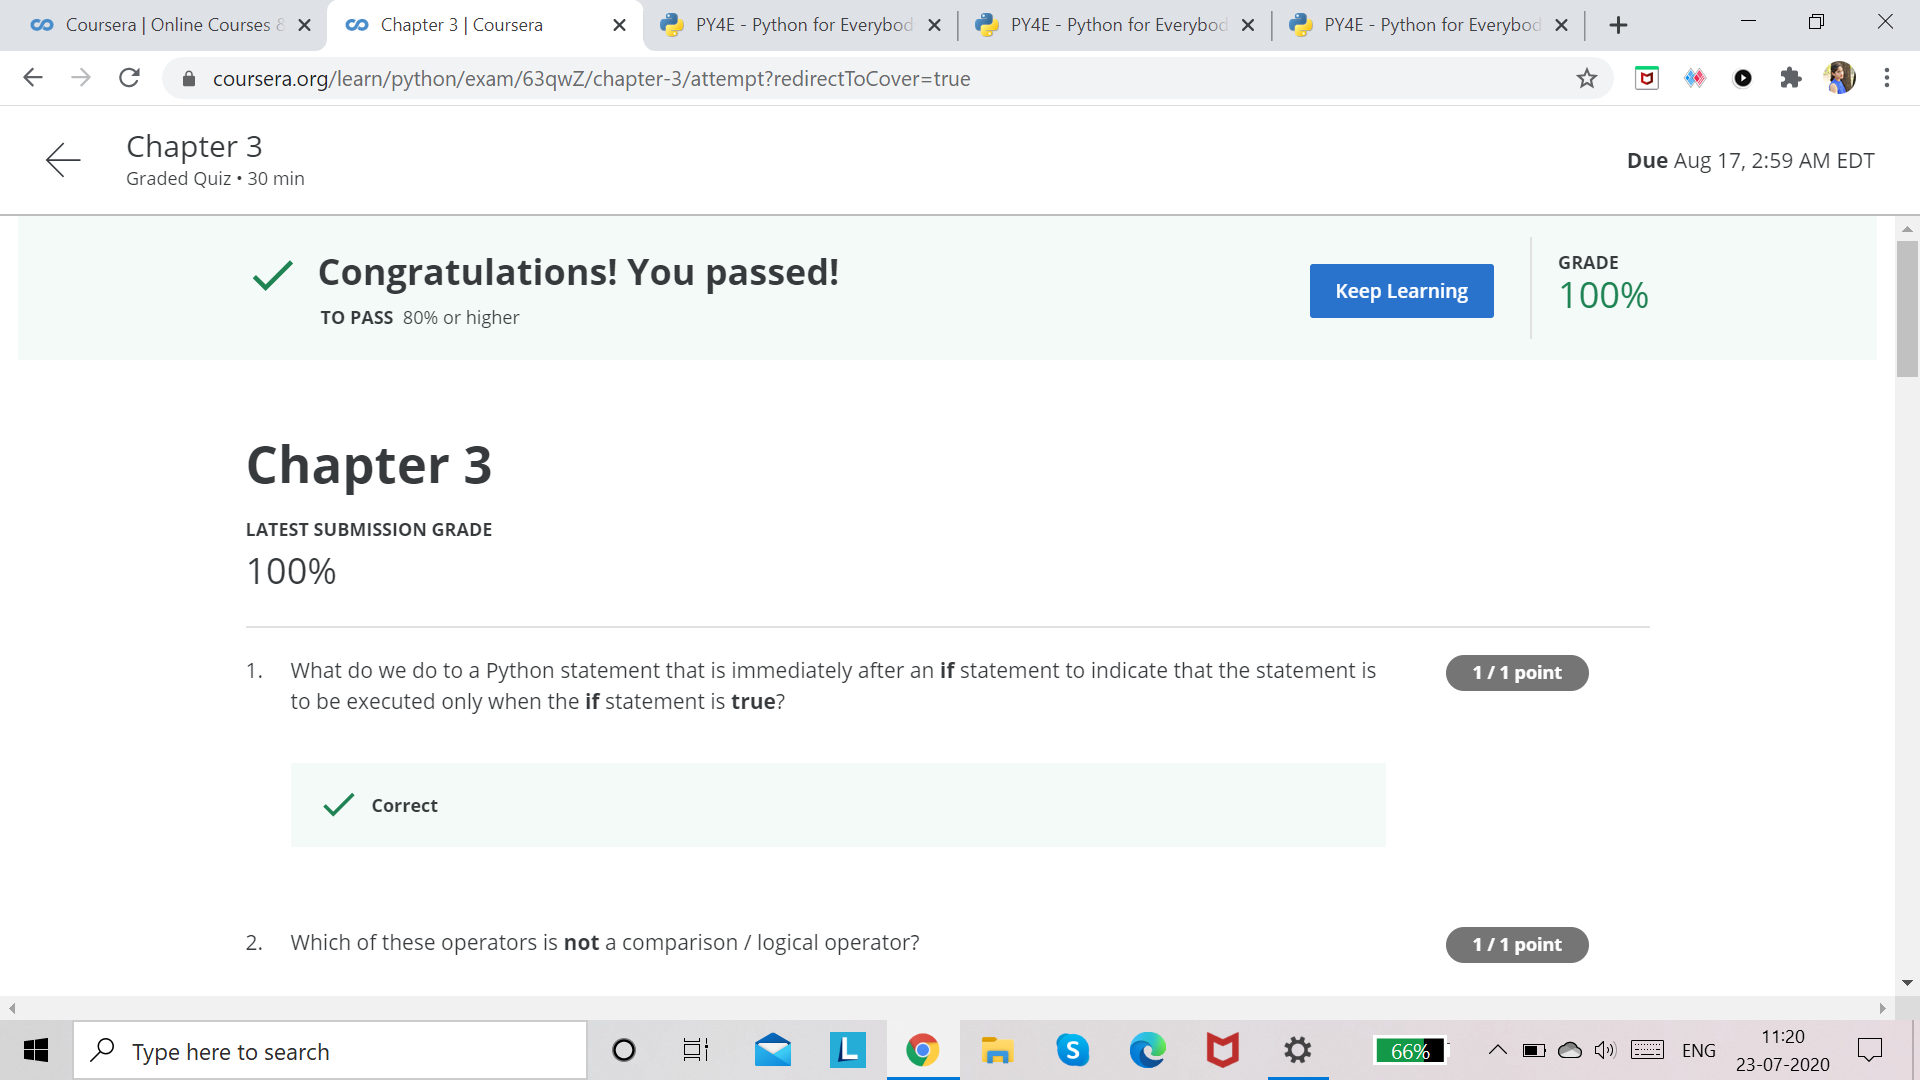 Coursera | Online Courses &
Chapter 3 | Coursera
PY4E - Python for Everybod
PY4E - Python for Everybod
PY4E - Python for Everybod
coursera.org/learn/python/exam/63qwZ/chapter-3/attempt?redirectToCover=true
Chapter 3
Graded Quiz • 30 min
Due Aug 17, 2:59 AM EDT
Congratulations! You passed!
TO PASS 80% or higher
Keep Learning
GRADE
100%
Chapter 3
LATEST SUBMISSION GRADE
100%
1. What do we do to a Python statement that is immediately after an if statement to indicate that the statement is
to be executed only when the if statement is true?
1 / 1 point
Correct
2. Which of these operators is not a comparison / logical operator?
1 / 1 point
Type here to search
L
S
66%
ENG
11:20
23-07-2020